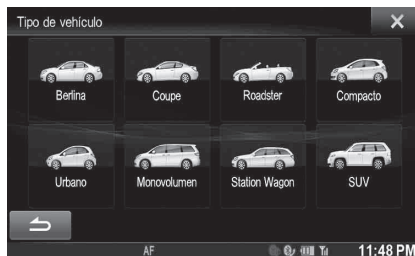 Tipo de vehículo
Berlina Coupe Roadster Compacto
Urbano Monovolumen Station Wagon SUV
AF 11:48 PM